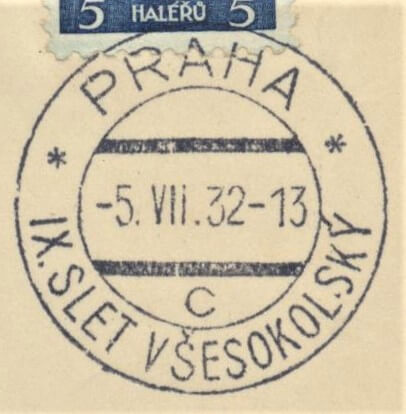 5 HALÉŘŮ 5
PRAHA
* *
-5. VII. 32-13
C
IX. SLET VŠESOKOLSKÝ